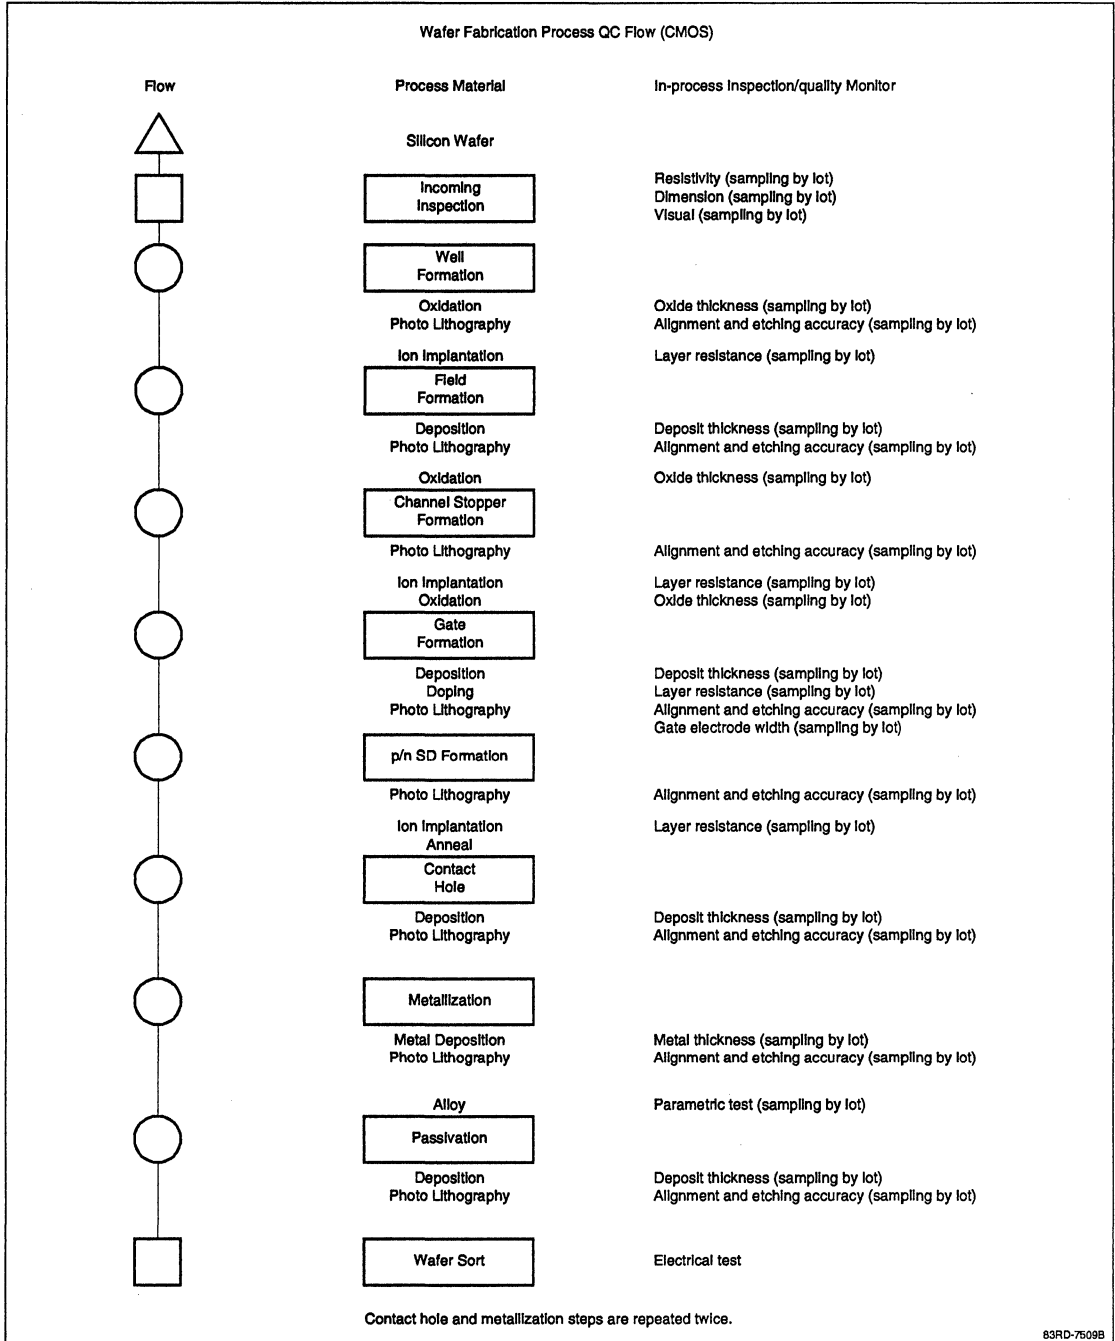 Wafer Fabrication Process QC Flow (CMOS)
Flow Process Material In-process Inspection/quality Monitor
Silicon Wafer
Incoming
Inspection
Resistivity (sampling by lot)
Dimension (sampling by lot)
Visual (sampling by lot)
Well
Formation
Oxidation Oxide thickness (sampling by lot)
Photo Lithography Alignment and etching accuracy (sampling by lot)
Ion Implantation Layer resistance (sampling by lot)
Field
Formation
Deposition Deposit thickness (sampling by lot)
Photo Lithography Alignment and etching accuracy (sampling by lot)
Oxidation Oxide thickness (sampling by lot)
Channel Stopper
Formation
Photo Lithography Alignment and etching accuracy (sampling by lot)
Ion Implantation Layer resistance (sampling by lot)
Oxidation Oxide thickness (sampling by lot)
Gate
Formation
Deposition Deposit thickness (sampling by lot)
Doping Layer resistance (sampling by lot)
Photo Lithography Alignment and etching accuracy (sampling by lot)
Gate electrode width (sampling by lot)
p/n SD Formation
Photo Lithography Alignment and etching accuracy (sampling by lot)
Ion Implantation Layer resistance (sampling by lot)
Anneal
Contact
Hole
Deposition Deposit thickness (sampling by lot)
Photo Lithography Alignment and etching accuracy (sampling by lot)
Metallization
Metal Deposition Metal thickness (sampling by lot)
Photo Lithography Alignment and etching accuracy (sampling by lot)
Alloy Parametric test (sampling by lot)
Passivation
Deposition Deposit thickness (sampling by lot)
Photo Lithography Alignment and etching accuracy (sampling by lot)
Wafer Sort Electrical test
Contact hole and metallization steps are repeated twice.
83RD-7509B